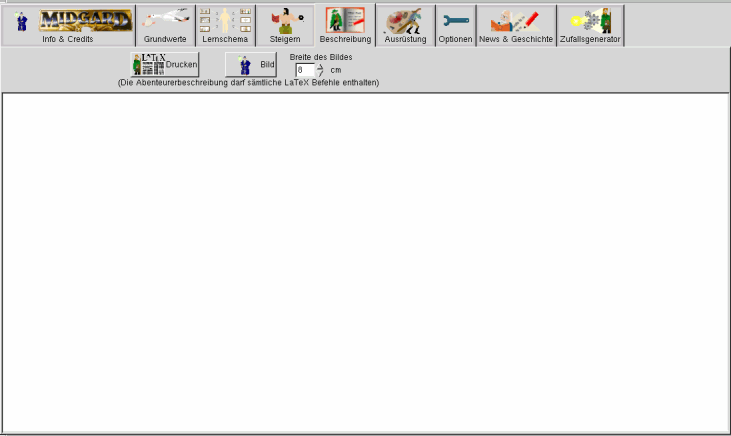 MIDGARD
Info & Credits Grundwerte Lernschema Steigern Beschreibung Ausrüstung Optionen News & Geschichte Zufallsgenerator
LATEX Drucken Bild Breite des Bildes
8 cm
(Die Abenteurerbeschreibung darf sämtliche LaTeX Befehle enthalten)